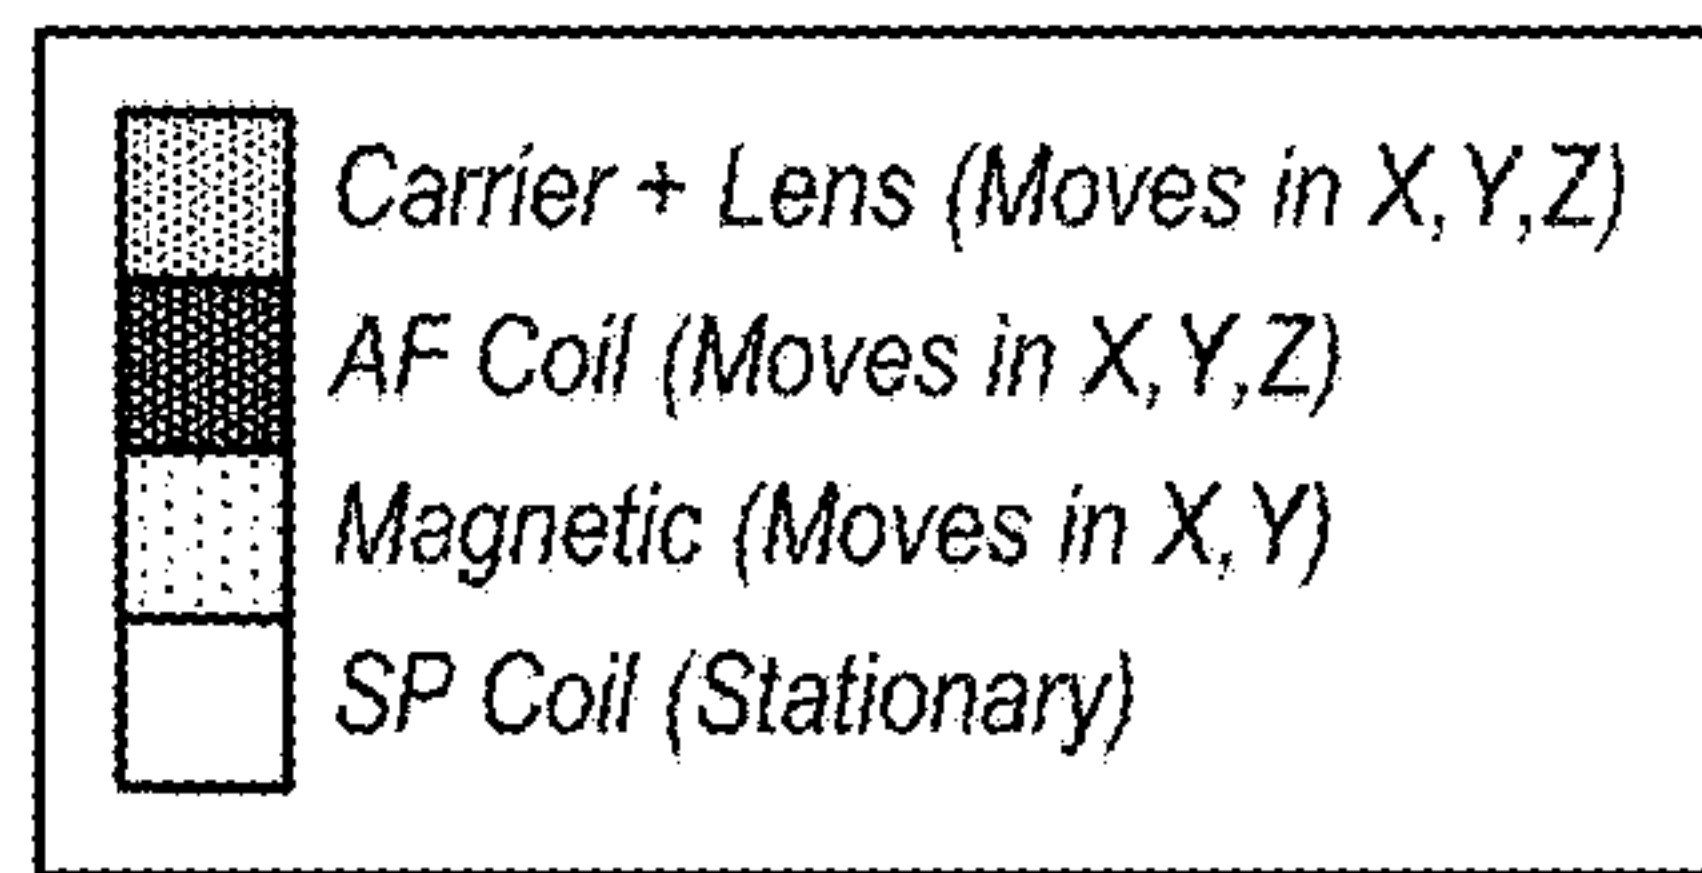 Carrier + Lens (Moves in X,Y,Z)
AF Coil (Moves in X,Y,Z)
Magnetic (Moves in X,Y)
SP Coil (Stationary)